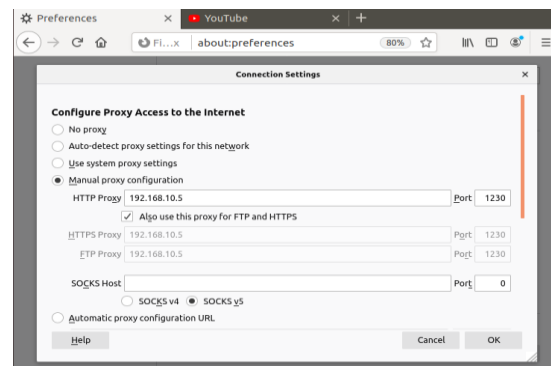 Preferences
YouTube
Fi...x about:preferences 80%
Connection Settings
Configure Proxy Access to the Internet
No proxy
Auto-detect proxy settings for this network
Use system proxy settings
Manual proxy configuration
HTTP Proxy 192.168.10.5 Port 1230
Also use this proxy for FTP and HTTPS
HTTPS Proxy 192.168.10.5 Port 1230
FTP Proxy 192.168.10.5 Port 1230
SOCKS Host Port 0
SOCKS v4 SOCKS v5
Automatic proxy configuration URL
Help Cancel OK